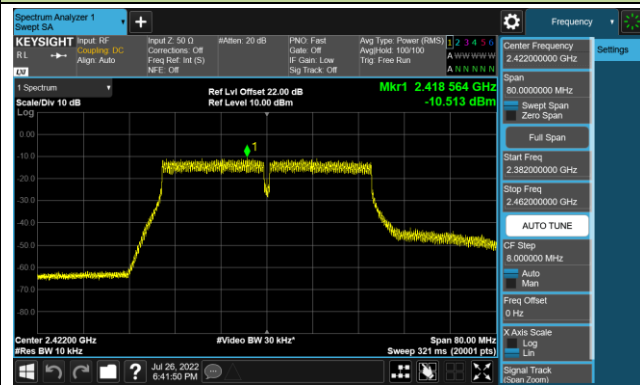 Spectrum Analyzer 1
Swept SA
Frequency
KEYSIGHT
Input: RF
Input Z: 50 Ω
#Atten: 20 dB
PNO: Fast
Avg Type: Power (RMS)
1 2 3 4 5 6
RL
Coupling: DC
Corrections: Off
Gate: Off
Avg|Hold: 100/100
A W W W W W
Align: Auto
Freq Ref: Int (S)
IF Gain: Low
Trig: Free Run
NFE: Off
Sig Track: Off
A N N N N N
LXI
1 Spectrum
Ref Lvl Offset 22.00 dB
Mkr1 2.418 564 GHz
Scale/Div 10 dB
Ref Level 10.00 dBm
-10.513 dBm
Log
1
0.00
-10.0
-20.0
-30.0
-40.0
-50.0
-60.0
-70.0
-80.0
Center 2.42200 GHz
#Video BW 30 kHz*
Span 80.00 MHz
#Res BW 10 kHz
Sweep 321 ms (20001 pts)
Jul 26, 2022
6:41:50 PM
Center Frequency
2.422000000 GHz
Settings
Span
80.0000000 MHz
Swept Span
Zero Span
Full Span
Start Freq
2.382000000 GHz
Stop Freq
2.462000000 GHz
AUTO TUNE
CF Step
8.000000 MHz
Auto
Man
Freq Offset
0 Hz
X Axis Scale
Log
Lin
Signal Track
(Span Zoom)